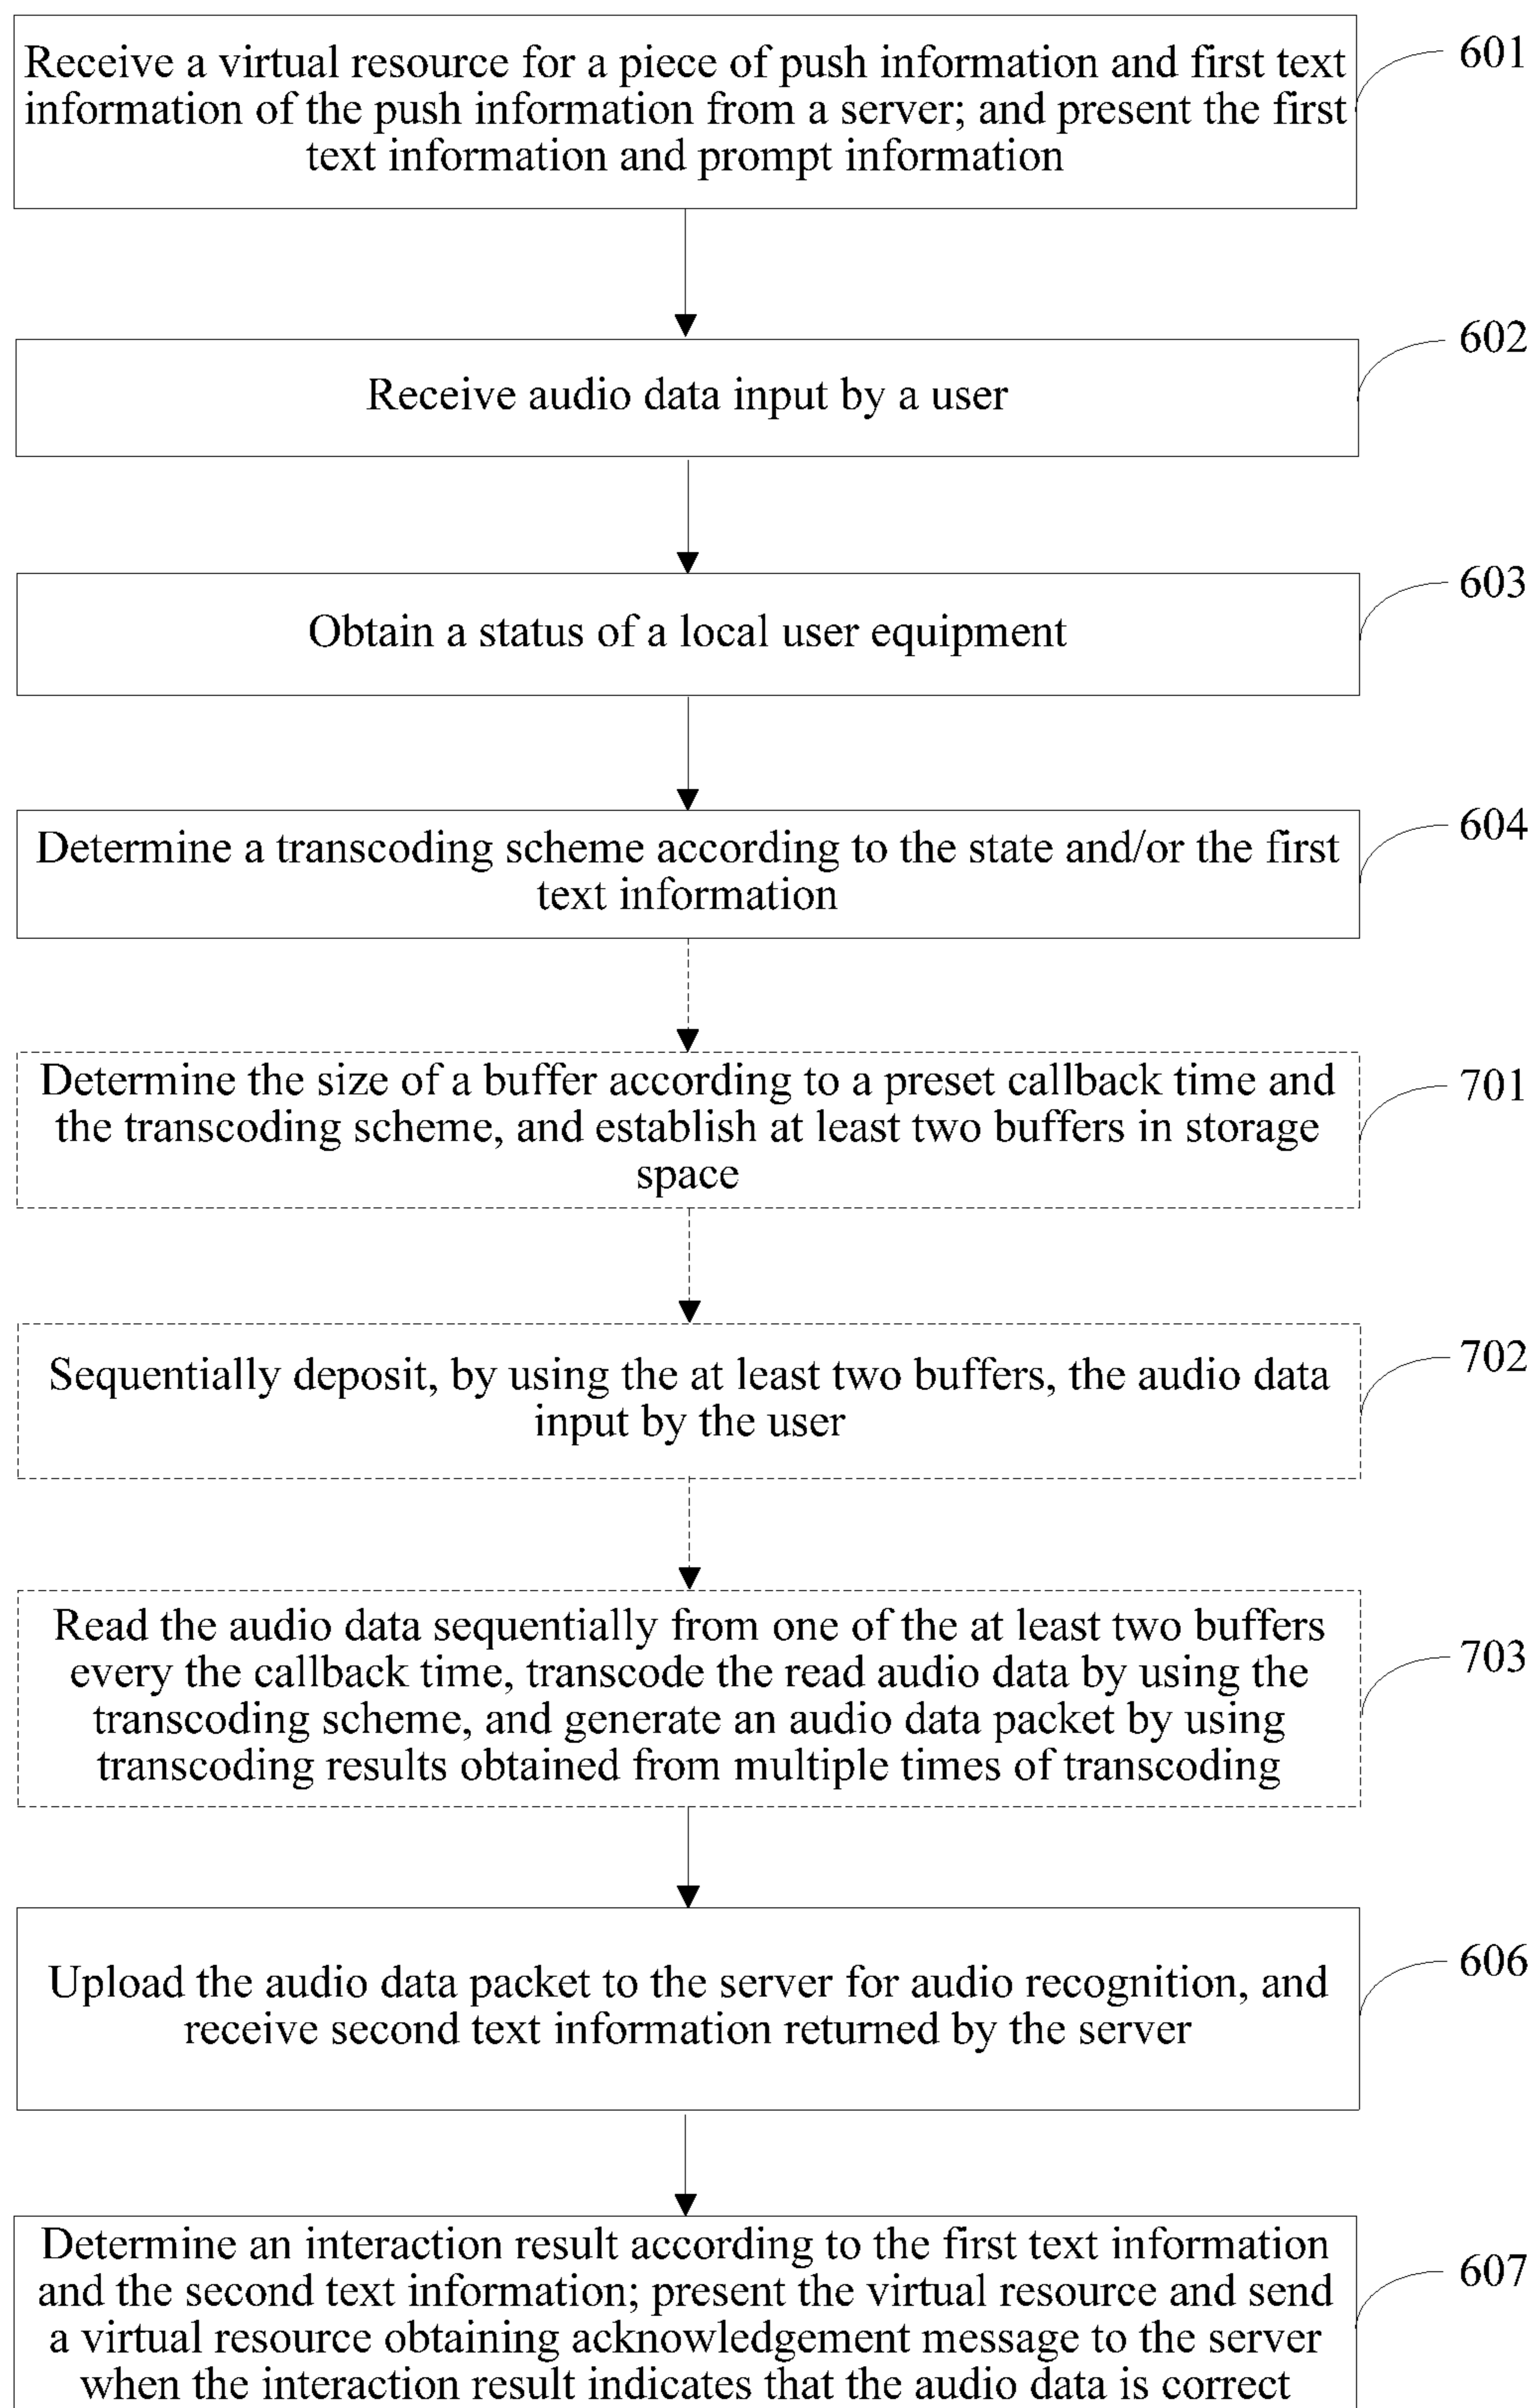 Receive a virtual resource for a piece of push information and first text
information of the push information from a server; and present the first
text information and prompt information
601
Receive audio data input by a user
602
Obtain a status of a local user equipment
603
Determine a transcoding scheme according to the state and/or the first
text information
604
Determine the size of a buffer according to a preset callback time and
the transcoding scheme, and establish at least two buffers in storage
space
701
Sequentially deposit, by using the at least two buffers, the audio data
input by the user
702
Read the audio data sequentially from one of the at least two buffers
every the callback time, transcode the read audio data by using the
transcoding scheme, and generate an audio data packet by using
transcoding results obtained from multiple times of transcoding
703
Upload the audio data packet to the server for audio recognition, and
receive second text information returned by the server
606
Determine an interaction result according to the first text information
and the second text information; present the virtual resource and send
a virtual resource obtaining acknowledgement message to the server
when the interaction result indicates that the audio data is correct
607